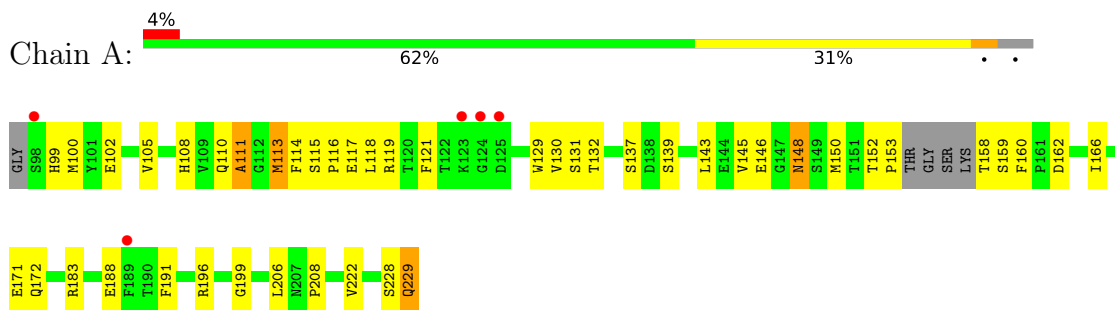 4%
Chain A:
62% 31% • •
GLY S98 H99 M100 Y101 E102 V105 H108 V109 Q110 A111 G112 M113 F114 S115 P116 E117 L118 R119 T120 F121 T122 K123 G124 D125 W129 V130 S131 T132 S137 D138 S139 L143 E144 V145 E146 G147 N148 S149 M150 T151 T152 P153 THR GLY SER LYS T158 S159 F160 P161 D162 I166
E171 Q172 R183 E188 F189 T190 F191 R196 G199 L206 N207 P208 V222 S228 Q229